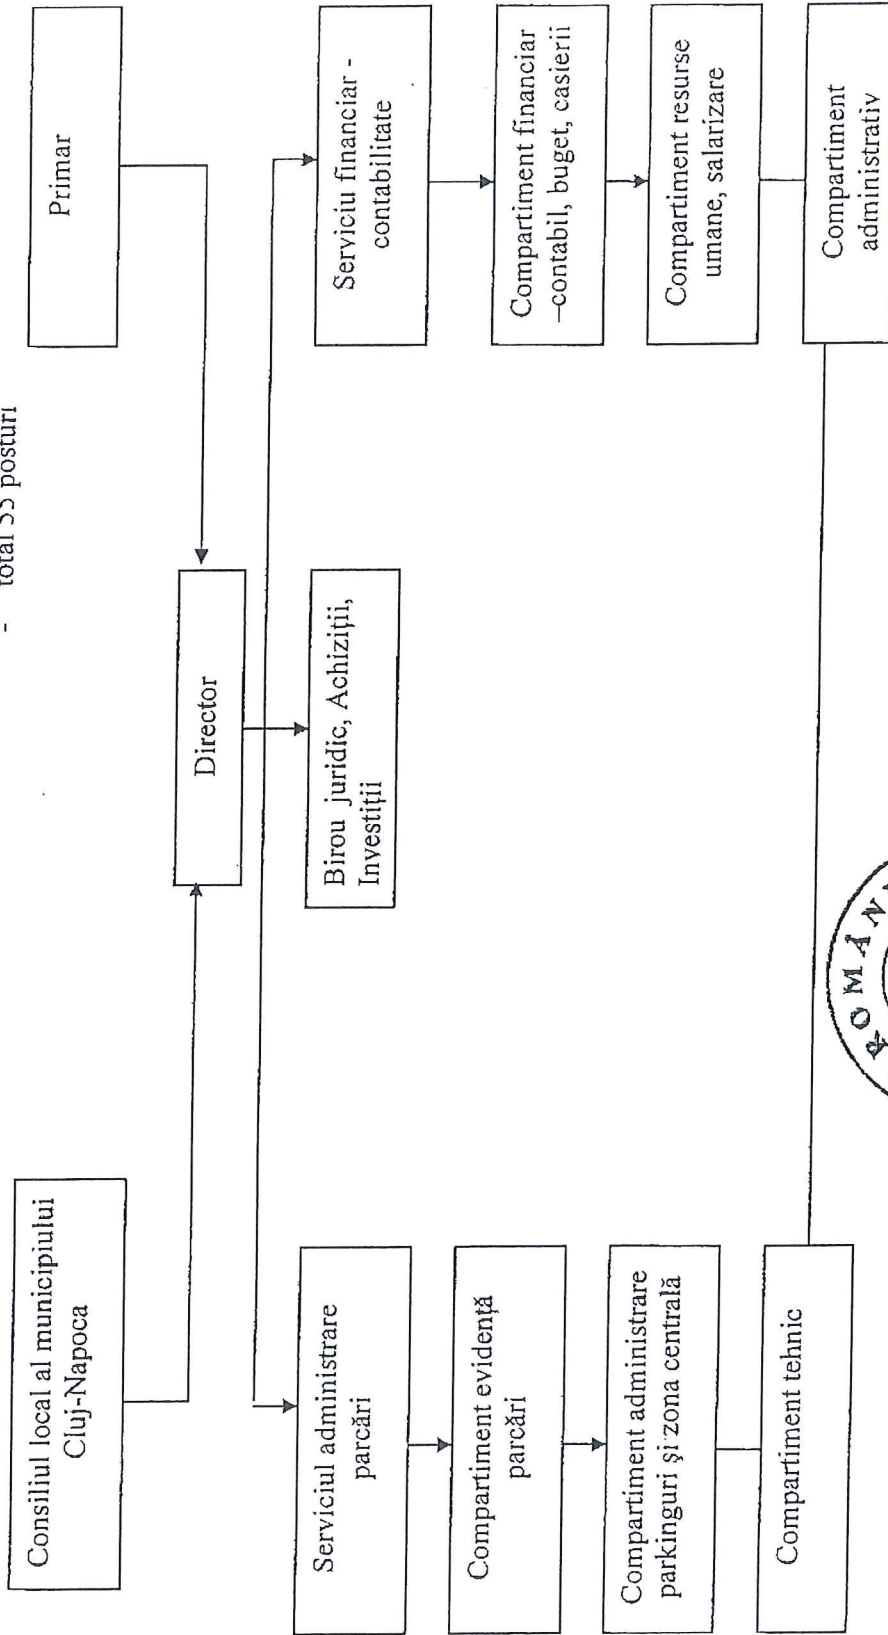 - total 55 posturi
Consiliul local al municipiului
Cluj-Napoca
Primar
Director
Birou juridic, Achiziții,
Investiții
Serviciul administrare
parcări
Compartiment evidență
parcări
Compartiment administrare
parkinguri și zona centrală
Compartiment tehnic
Serviciu financiar -
contabilitate
Compartiment financiar
–contabil, buget, casierii
Compartiment resurse
umane, salarizare
Compartiment
administrativ